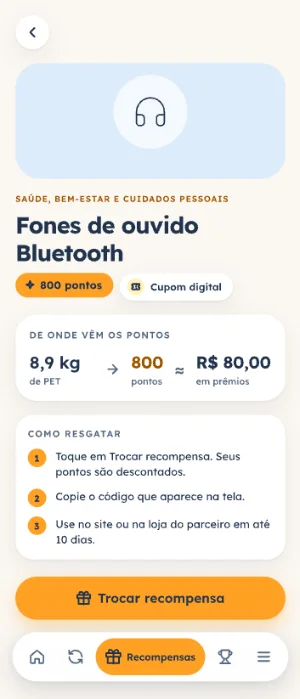 SAÚDE, BEM-ESTAR E CUIDADOS PESSOAIS
Fones de ouvido
Bluetooth
800 pontos
Cupom digital
DE ONDE VÊM OS PONTOS
8,9 kg → 800 ≈ R$ 80,00
de PET pontos em prêmios
COMO RESGATAR
1 Toque em Trocar recompensa. Seus
pontos são descontados.
2 Copie o código que aparece na tela.
3 Use no site ou na loja do parceiro em até
10 dias.
Trocar recompensa
Recompensas